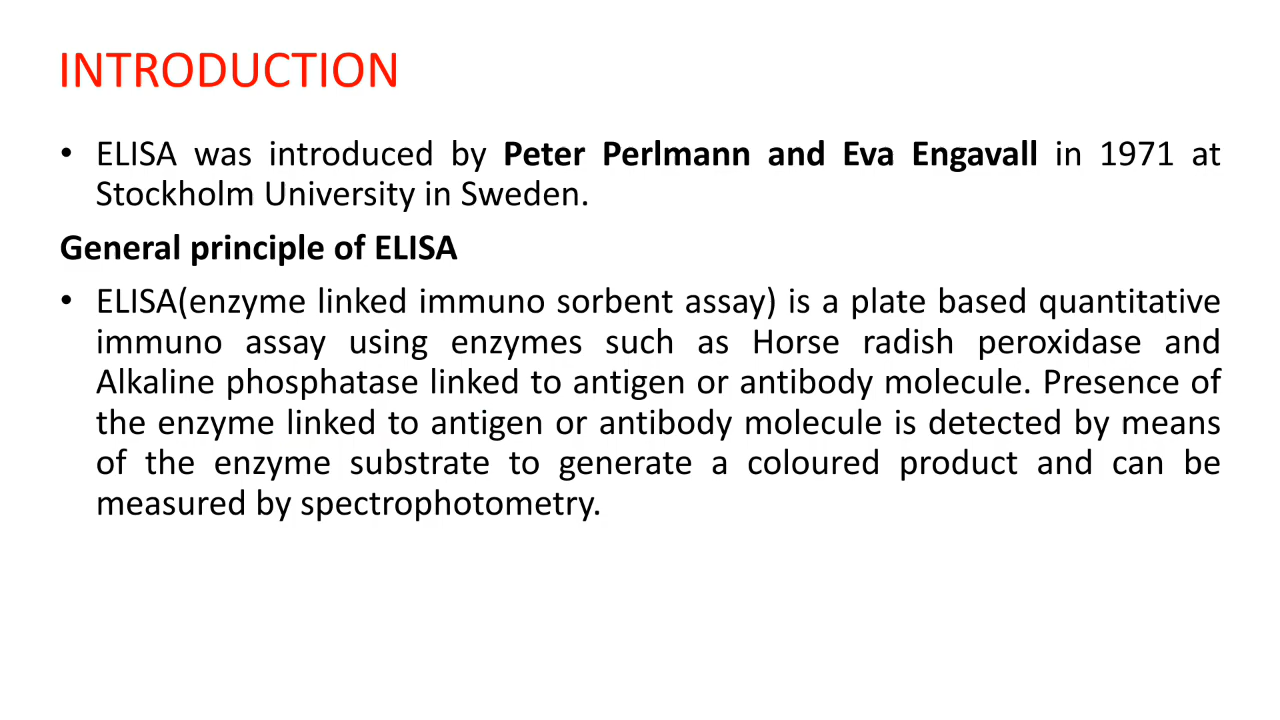 INTRODUCTION
• ELISA was introduced by Peter Perlmann and Eva Engavall in 1971 at
Stockholm University in Sweden.
General principle of ELISA
• ELISA(enzyme linked immuno sorbent assay) is a plate based quantitative
immuno assay using enzymes such as Horse radish peroxidase and
Alkaline phosphatase linked to antigen or antibody molecule. Presence of
the enzyme linked to antigen or antibody molecule is detected by means
of the enzyme substrate to generate a coloured product and can be
measured by spectrophotometry.